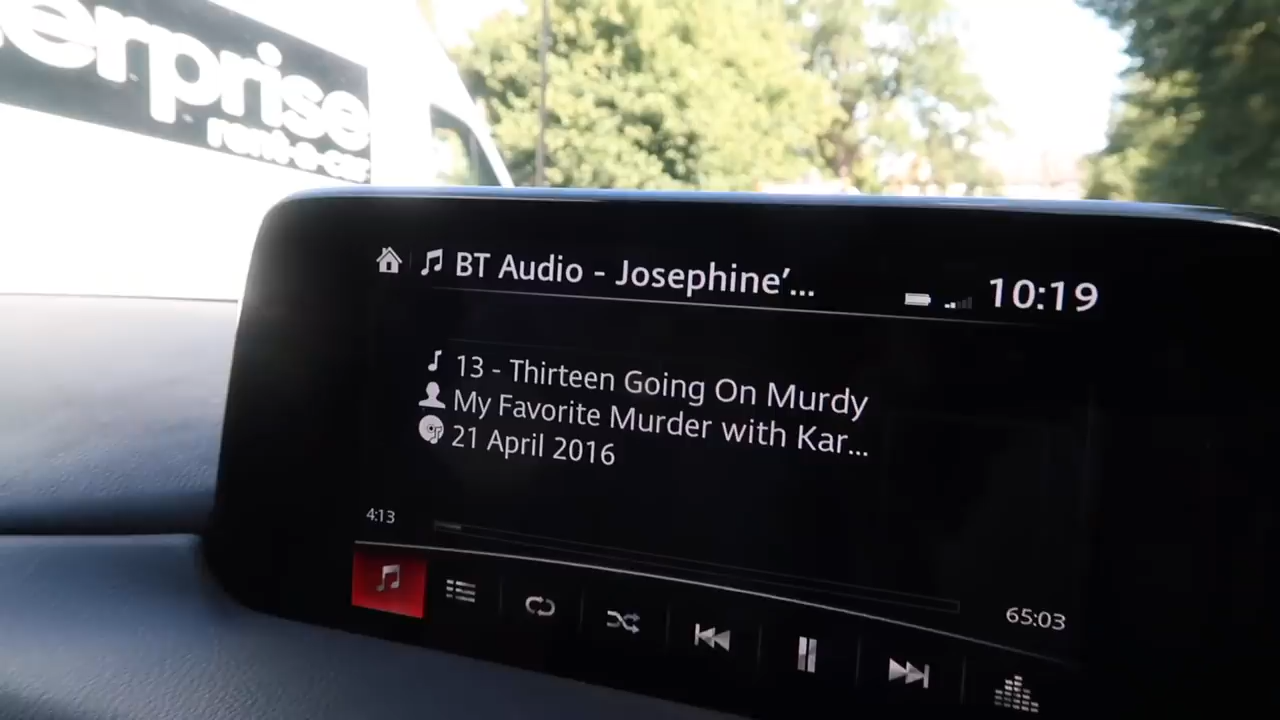 erprise
rent-a-car
BT Audio - Josephine’...
10:19
13 - Thirteen Going On Murdy
My Favorite Murder with Kar...
21 April 2016
4:13
65:03